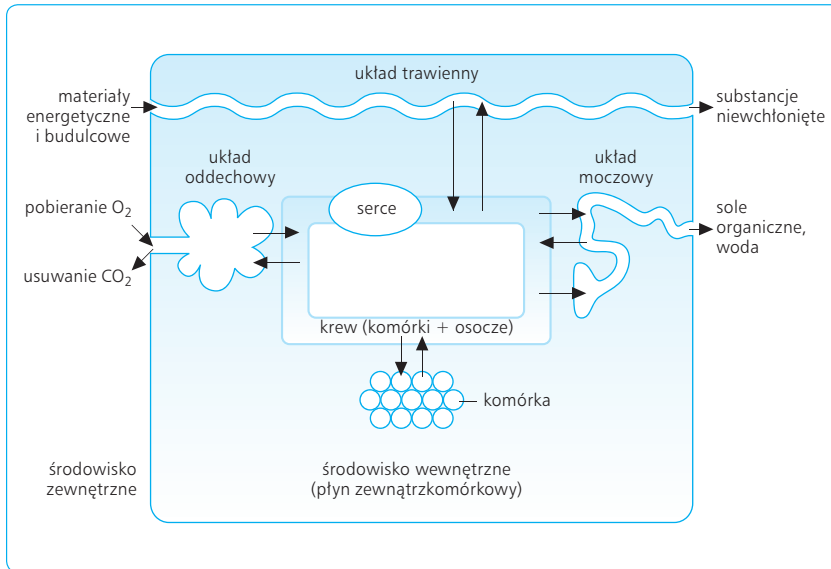 układ trawienny
materiały
energetyczne
i budulcowe
substancje
niewchłonięte
układ
oddechowy
układ
moczowy
pobieranie O₂
usuwanie CO₂
serce
sole
organiczne,
woda
krew (komórki + osocze)
komórka
środowisko
zewnętrzne
środowisko wewnętrzne
(płyn zewnątrzkomórkowy)